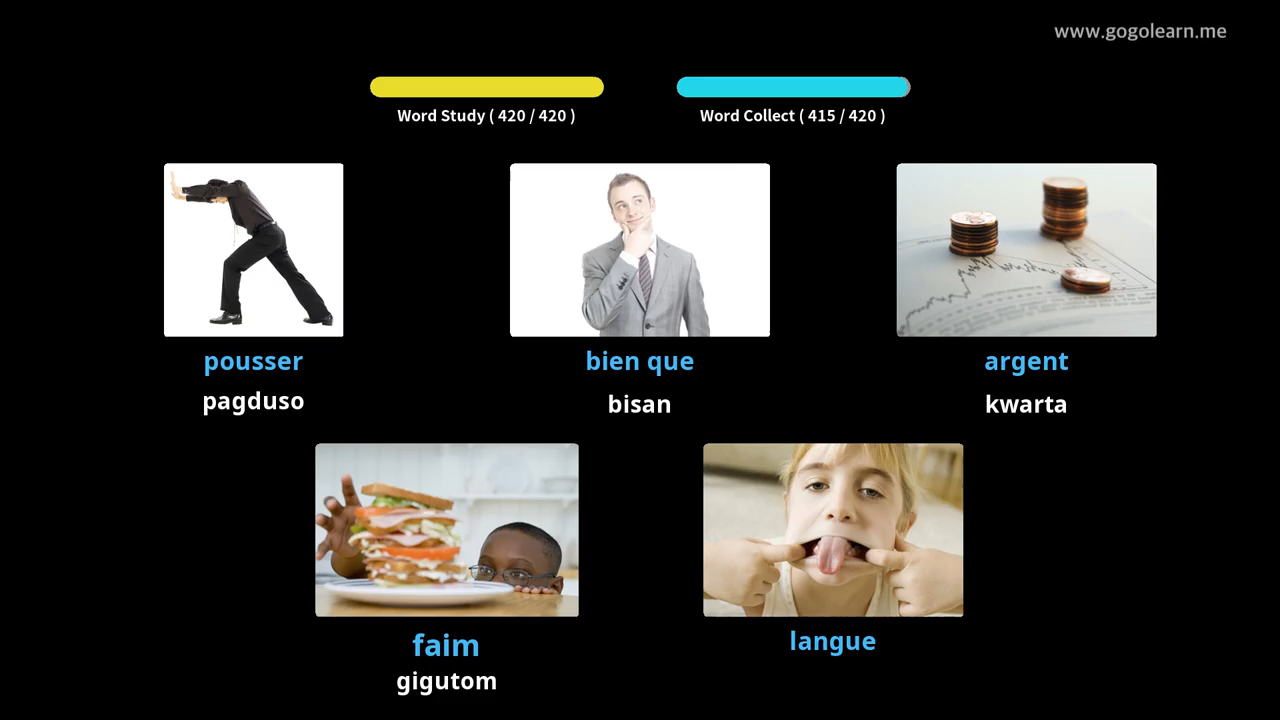 www.gogolearn.me
Word Study ( 420 / 420 )
Word Collect ( 415 / 420 )
pousser
pagduso
bien que
bisan
argent
kwarta
faim
gigutom
langue